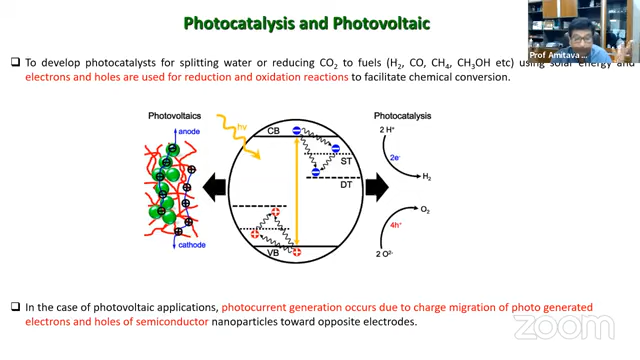 Photocatalysis and Photovoltaic
Prof Amitava
To develop photocatalysts for splitting water or reducing CO₂ to fuels (H₂, CO, CH₄, CH₃OH etc) using solar energy and
electrons and holes are used for reduction and oxidation reactions to facilitate chemical conversion.
Photovoltaics
anode
cathode
hν
CB
ST
DT
VB
Photocatalysis
2 H⁺
2e⁻
H₂
O₂
4h⁺
2 O²⁻
In the case of photovoltaic applications, photocurrent generation occurs due to charge migration of photo generated
electrons and holes of semiconductor nanoparticles toward opposite electrodes.
zoom